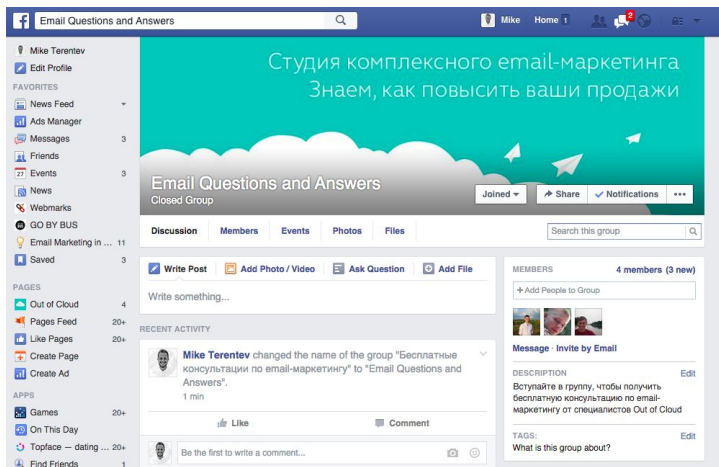 Email Questions and Answers
Mike
Home 1
2
Mike Terentev
Edit Profile
FAVORITES
News Feed
Ads Manager
Messages 3
Friends
27 Events 3
News
Webmarks
GO BY BUS
Email Marketing in ... 11
Saved 3
PAGES
Out of Cloud 4
Pages Feed 20+
Like Pages 20+
Create Page
Create Ad
APPS
Games 20+
On This Day
Topface — dating ... 20+
Find Friends 1
Студия комплексного email-маркетинга
Знаем, как повысить ваши продажи
Email Questions and Answers
Closed Group
Joined
Share
Notifications
Discussion Members Events Photos Files
Search this group
Write Post Add Photo / Video Ask Question Add File
Write something...
RECENT ACTIVITY
Mike Terentev changed the name of the group "Бесплатные
консультации по email-маркетингу" to "Email Questions and
Answers".
1 min
Like Comment
Be the first to write a comment...
MEMBERS 4 members (3 new)
+ Add People to Group
Message · Invite by Email
DESCRIPTION Edit
Вступайте в группу, чтобы получить
бесплатную консультацию по email-
маркетингу от специалистов Out of Cloud
TAGS: Edit
What is this group about?